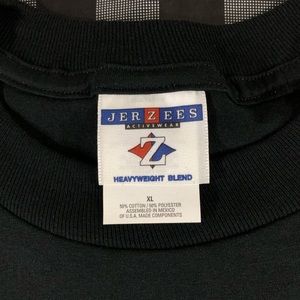 JERZEES
ACTIVEWEAR
Z
HEAVYWEIGHT BLEND
XL
50% COTTON / 50% POLYESTER
ASSEMBLED IN MEXICO
OF U.S.A. MADE COMPONENTS